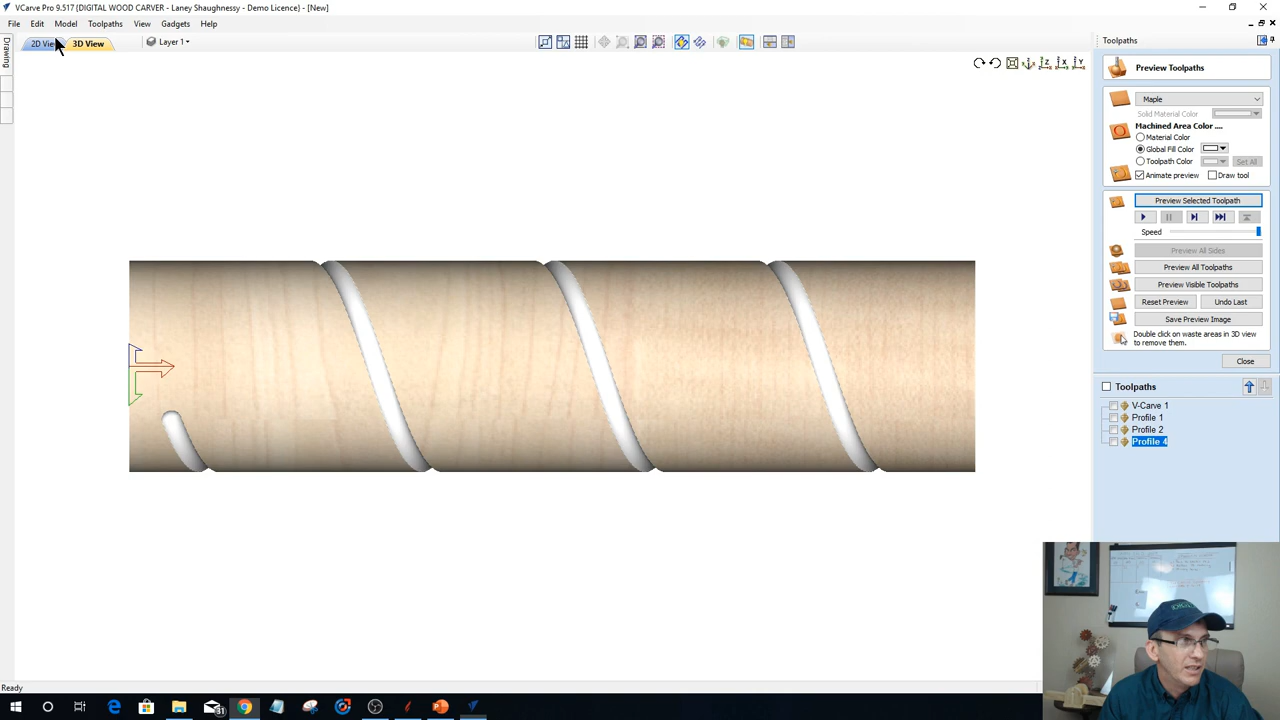 VCarve Pro 9.517 {DIGITAL WOOD CARVER - Laney Shaughnessy - Demo Licence} - [New]
File Edit Model Toolpaths View Gadgets Help
2D View 3D View Layer 1
Drawing
Z X Y
Toolpaths
Preview Toolpaths
Maple
Solid Material Color
Machined Area Color ....
Material Color
Global Fill Color
Toolpath Color Set All
Animate preview Draw tool
Preview Selected Toolpath
Speed
Preview All Sides
Preview All Toolpaths
Preview Visible Toolpaths
Reset Preview Undo Last
Save Preview Image
Double click on waste areas in 3D view
to remove them.
Close
Toolpaths
V-Carve 1
Profile 1
Profile 2
Profile 4
Ready
31